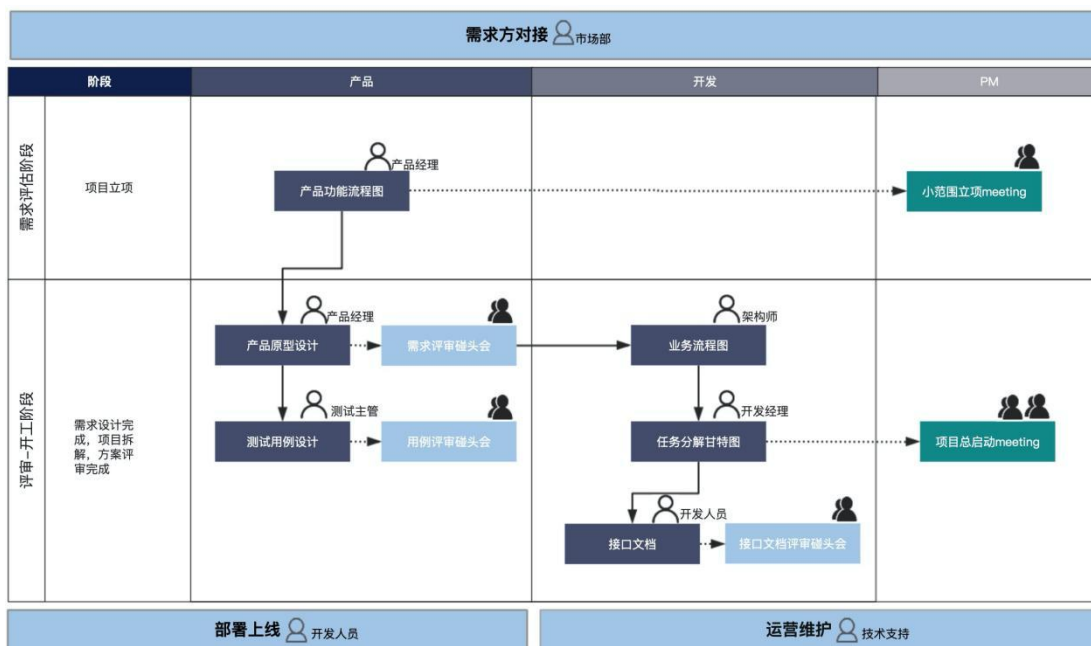 需求方对接 市场部
阶段 产品 开发 PM
需求评估阶段
项目立项
产品经理
产品功能流程图
小范围立项meeting
评审-开工阶段
需求设计完
成，项目拆
解，方案评
审完成
产品经理
产品原型设计
需求评审碰头会
架构师
业务流程图
测试主管
测试用例设计
用例评审碰头会
开发经理
任务分解甘特图
项目总启动meeting
开发人员
接口文档
接口文档评审碰头会
部署上线 开发人员
运营维护 技术支持